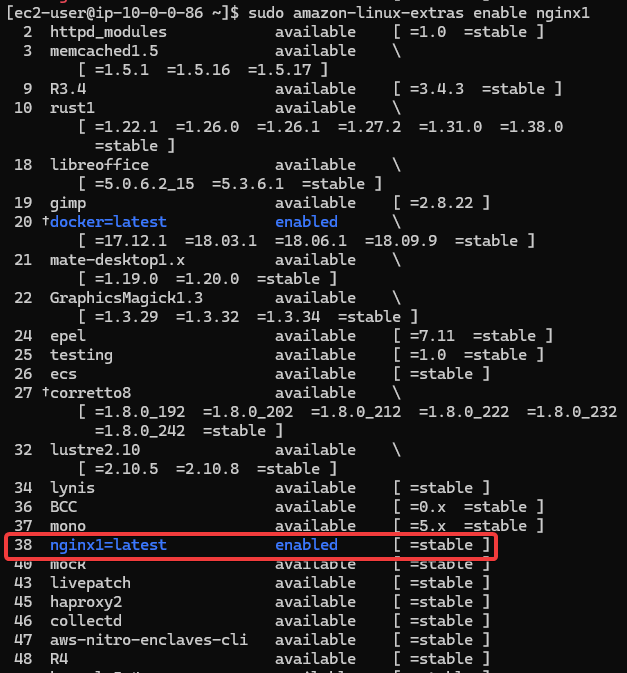 [ec2-user@ip-10-0-0-86 ~]$ sudo amazon-linux-extras enable nginx1
2 httpd_modules available [ =1.0 =stable ]
3 memcached1.5 available \
[ =1.5.1 =1.5.16 =1.5.17 ]
9 R3.4 available [ =3.4.3 =stable ]
10 rust1 available \
[ =1.22.1 =1.26.0 =1.26.1 =1.27.2 =1.31.0 =1.38.0
=stable ]
18 libreoffice available \
[ =5.0.6.2_15 =5.3.6.1 =stable ]
19 gimp available [ =2.8.22 ]
20 †docker=latest enabled \
[ =17.12.1 =18.03.1 =18.06.1 =18.09.9 =stable ]
21 mate-desktop1.x available \
[ =1.19.0 =1.20.0 =stable ]
22 GraphicsMagick1.3 available \
[ =1.3.29 =1.3.32 =1.3.34 =stable ]
24 epel available [ =7.11 =stable ]
25 testing available [ =1.0 =stable ]
26 ecs available [ =stable ]
27 †corretto8 available \
[ =1.8.0_192 =1.8.0_202 =1.8.0_212 =1.8.0_222 =1.8.0_232
=1.8.0_242 =stable ]
32 lustre2.10 available \
[ =2.10.5 =2.10.8 =stable ]
34 lynis available [ =stable ]
36 BCC available [ =0.x =stable ]
37 mono available [ =5.x =stable ]
38 nginx1=latest enabled [ =stable ]
40 mock available [ =stable ]
43 livepatch available [ =stable ]
45 haproxy2 available [ =stable ]
46 collectd available [ =stable ]
47 aws-nitro-enclaves-cli available [ =stable ]
48 R4 available [ =stable ]